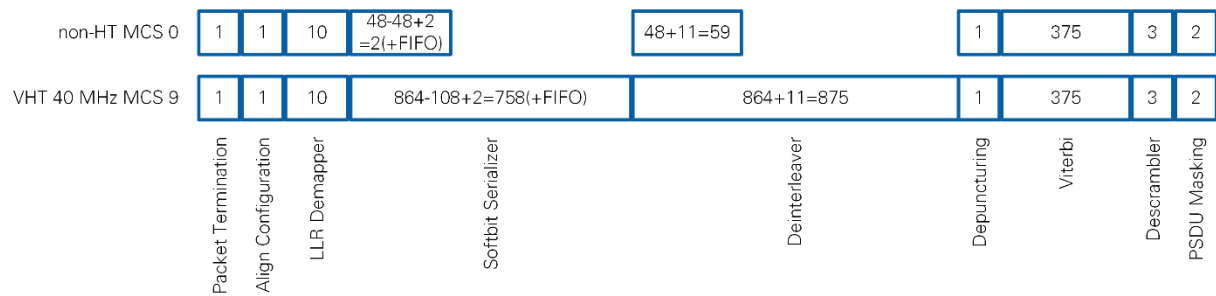 non-HT MCS 0
1
1
10
48-48+2
=2(+FIFO)
48+11=59
1
375
3
2
VHT 40 MHz MCS 9
1
1
10
864-108+2=758(+FIFO)
864+11=875
1
375
3
2
Packet Termination
Align Configuration
LLR Demapper
Softbit Serializer
Deinterleaver
Depuncturing
Viterbi
Descrambler
PSDU Masking